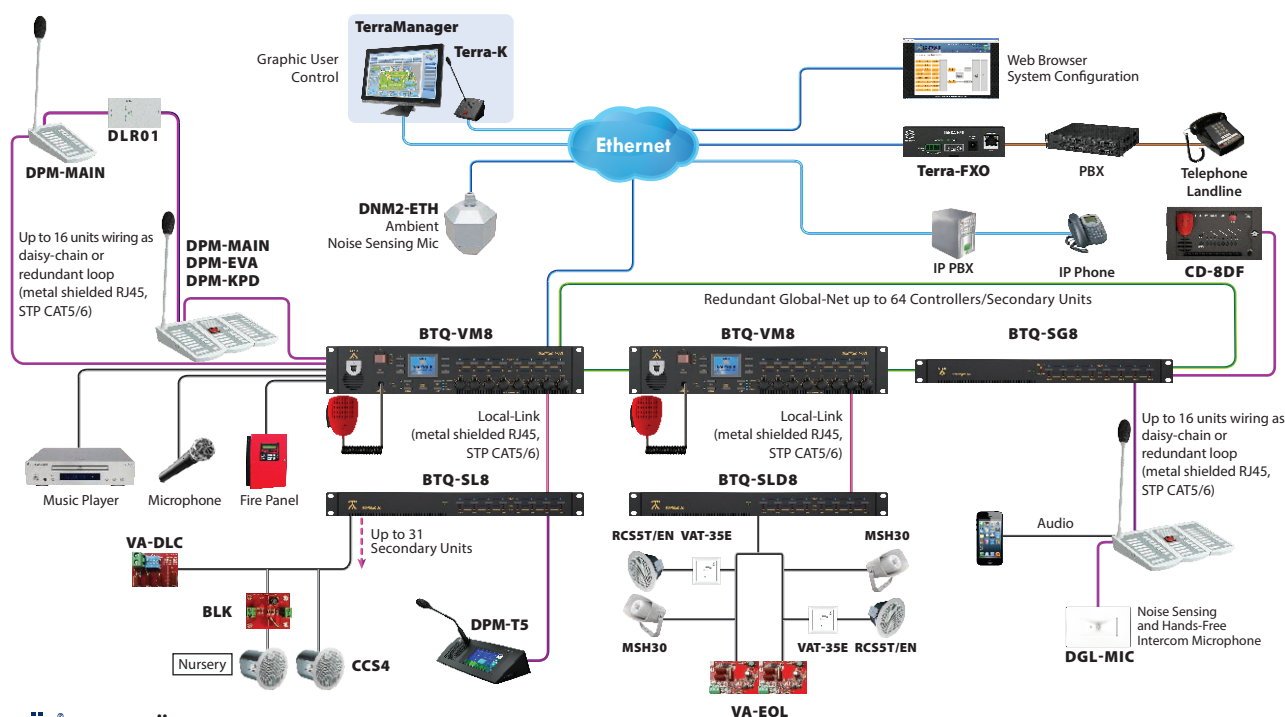 TerraManager
Terra-K
Graphic User
Control
Web Browser
System Configuration
DLR01
DPM-MAIN
Ethernet
Terra-FXO
PBX
Telephone
Landline
DNM2-ETH
Ambient
Noise Sensing Mic
Up to 16 units wiring as
daisy-chain or
redundant loop
(metal shielded RJ45,
STP CAT5/6)
DPM-MAIN
DPM-EVA
DPM-KPD
IP PBX
IP Phone
CD-8DF
Redundant Global-Net up to 64 Controllers/Secondary Units
BTQ-VM8
BTQ-VM8
BTQ-SG8
Local-Link
(metal shielded RJ45,
STP CAT5/6)
Local-Link
(metal shielded RJ45,
STP CAT5/6)
Up to 16 units wiring as
daisy-chain or
redundant loop
(metal shielded RJ45,
STP CAT5/6)
Music Player
Microphone
Fire Panel
BTQ-SL8
BTQ-SLD8
Up to 31
Secondary Units
VA-DLC
RCS5T/EN
VAT-35E
MSH30
Audio
BLK
DPM-T5
Nursery
CCS4
MSH30
VAT-35E
RCS5T/EN
Noise Sensing
and Hands-Free
Intercom Microphone
DGL-MIC
VA-EOL